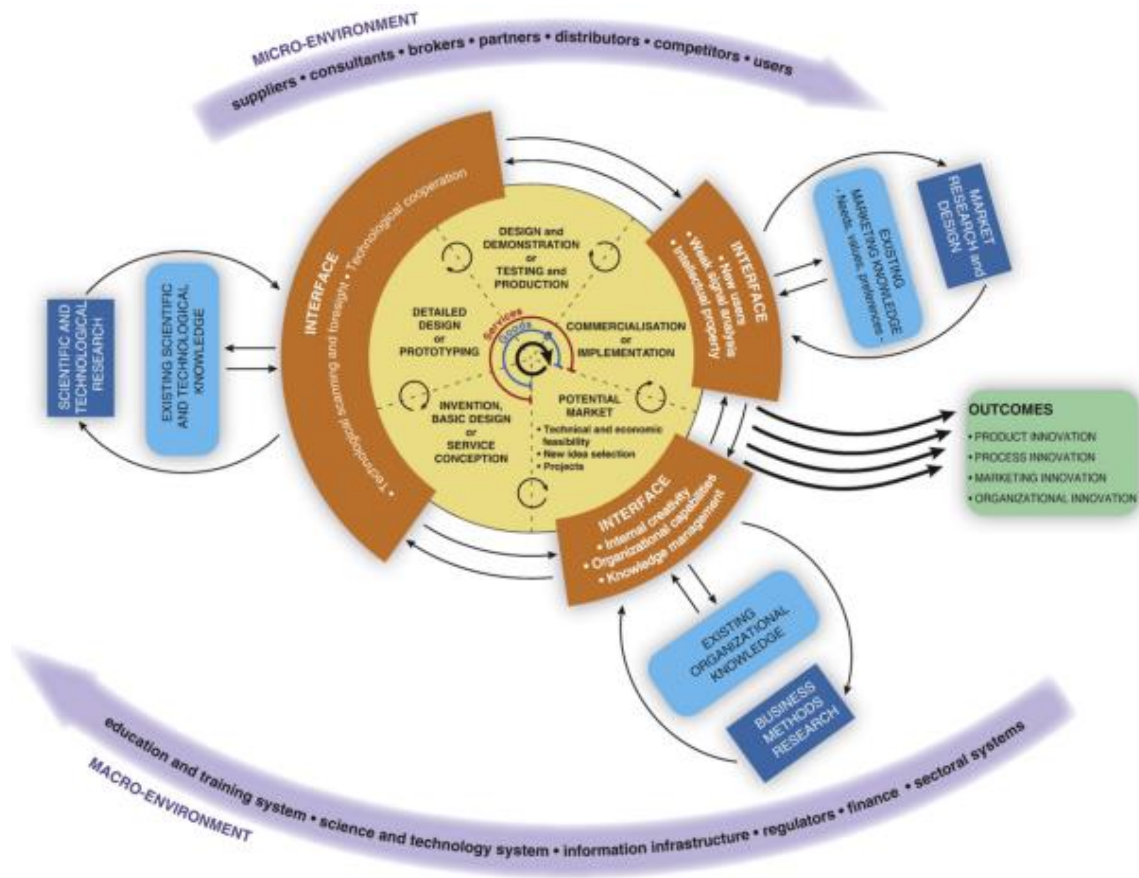 MICRO-ENVIRONMENT
suppliers • consultants • brokers • partners • distributors • competitors • users
INTERFACE
• Technological scanning and foresight • Technological cooperation
SCIENTIFIC AND
TECHNOLOGICAL
RESEARCH
EXISTING SCIENTIFIC
AND TECHNOLOGICAL
KNOWLEDGE
DESIGN and
DEMONSTRATION
or
TESTING and
PRODUCTION
DETAILED
DESIGN
or
PROTOTYPING
Services
Goods
COMMERCIALISATION
or
IMPLEMENTATION
INVENTION,
BASIC DESIGN
or
SERVICE
CONCEPTION
POTENTIAL
MARKET
• Technical and economic
feasibility
• New idea selection
• Projects
INTERFACE
• New users
• Weak signal analysis
• Intellectual property
EXISTING
MARKETING KNOWLEDGE
- Needs, values, preferences -
MARKET
RESEARCH and
DESIGN
INTERFACE
• Internal creativity
• Organizational capabilities
• Knowledge management
EXISTING
ORGANIZATIONAL
KNOWLEDGE
BUSINESS
METHODS
RESEARCH
OUTCOMES
• PRODUCT INNOVATION
• PROCESS INNOVATION
• MARKETING INNOVATION
• ORGANIZATIONAL INNOVATION
education and training system • science and technology system • information infrastructure • regulators • finance • sectoral systems
MACRO-ENVIRONMENT